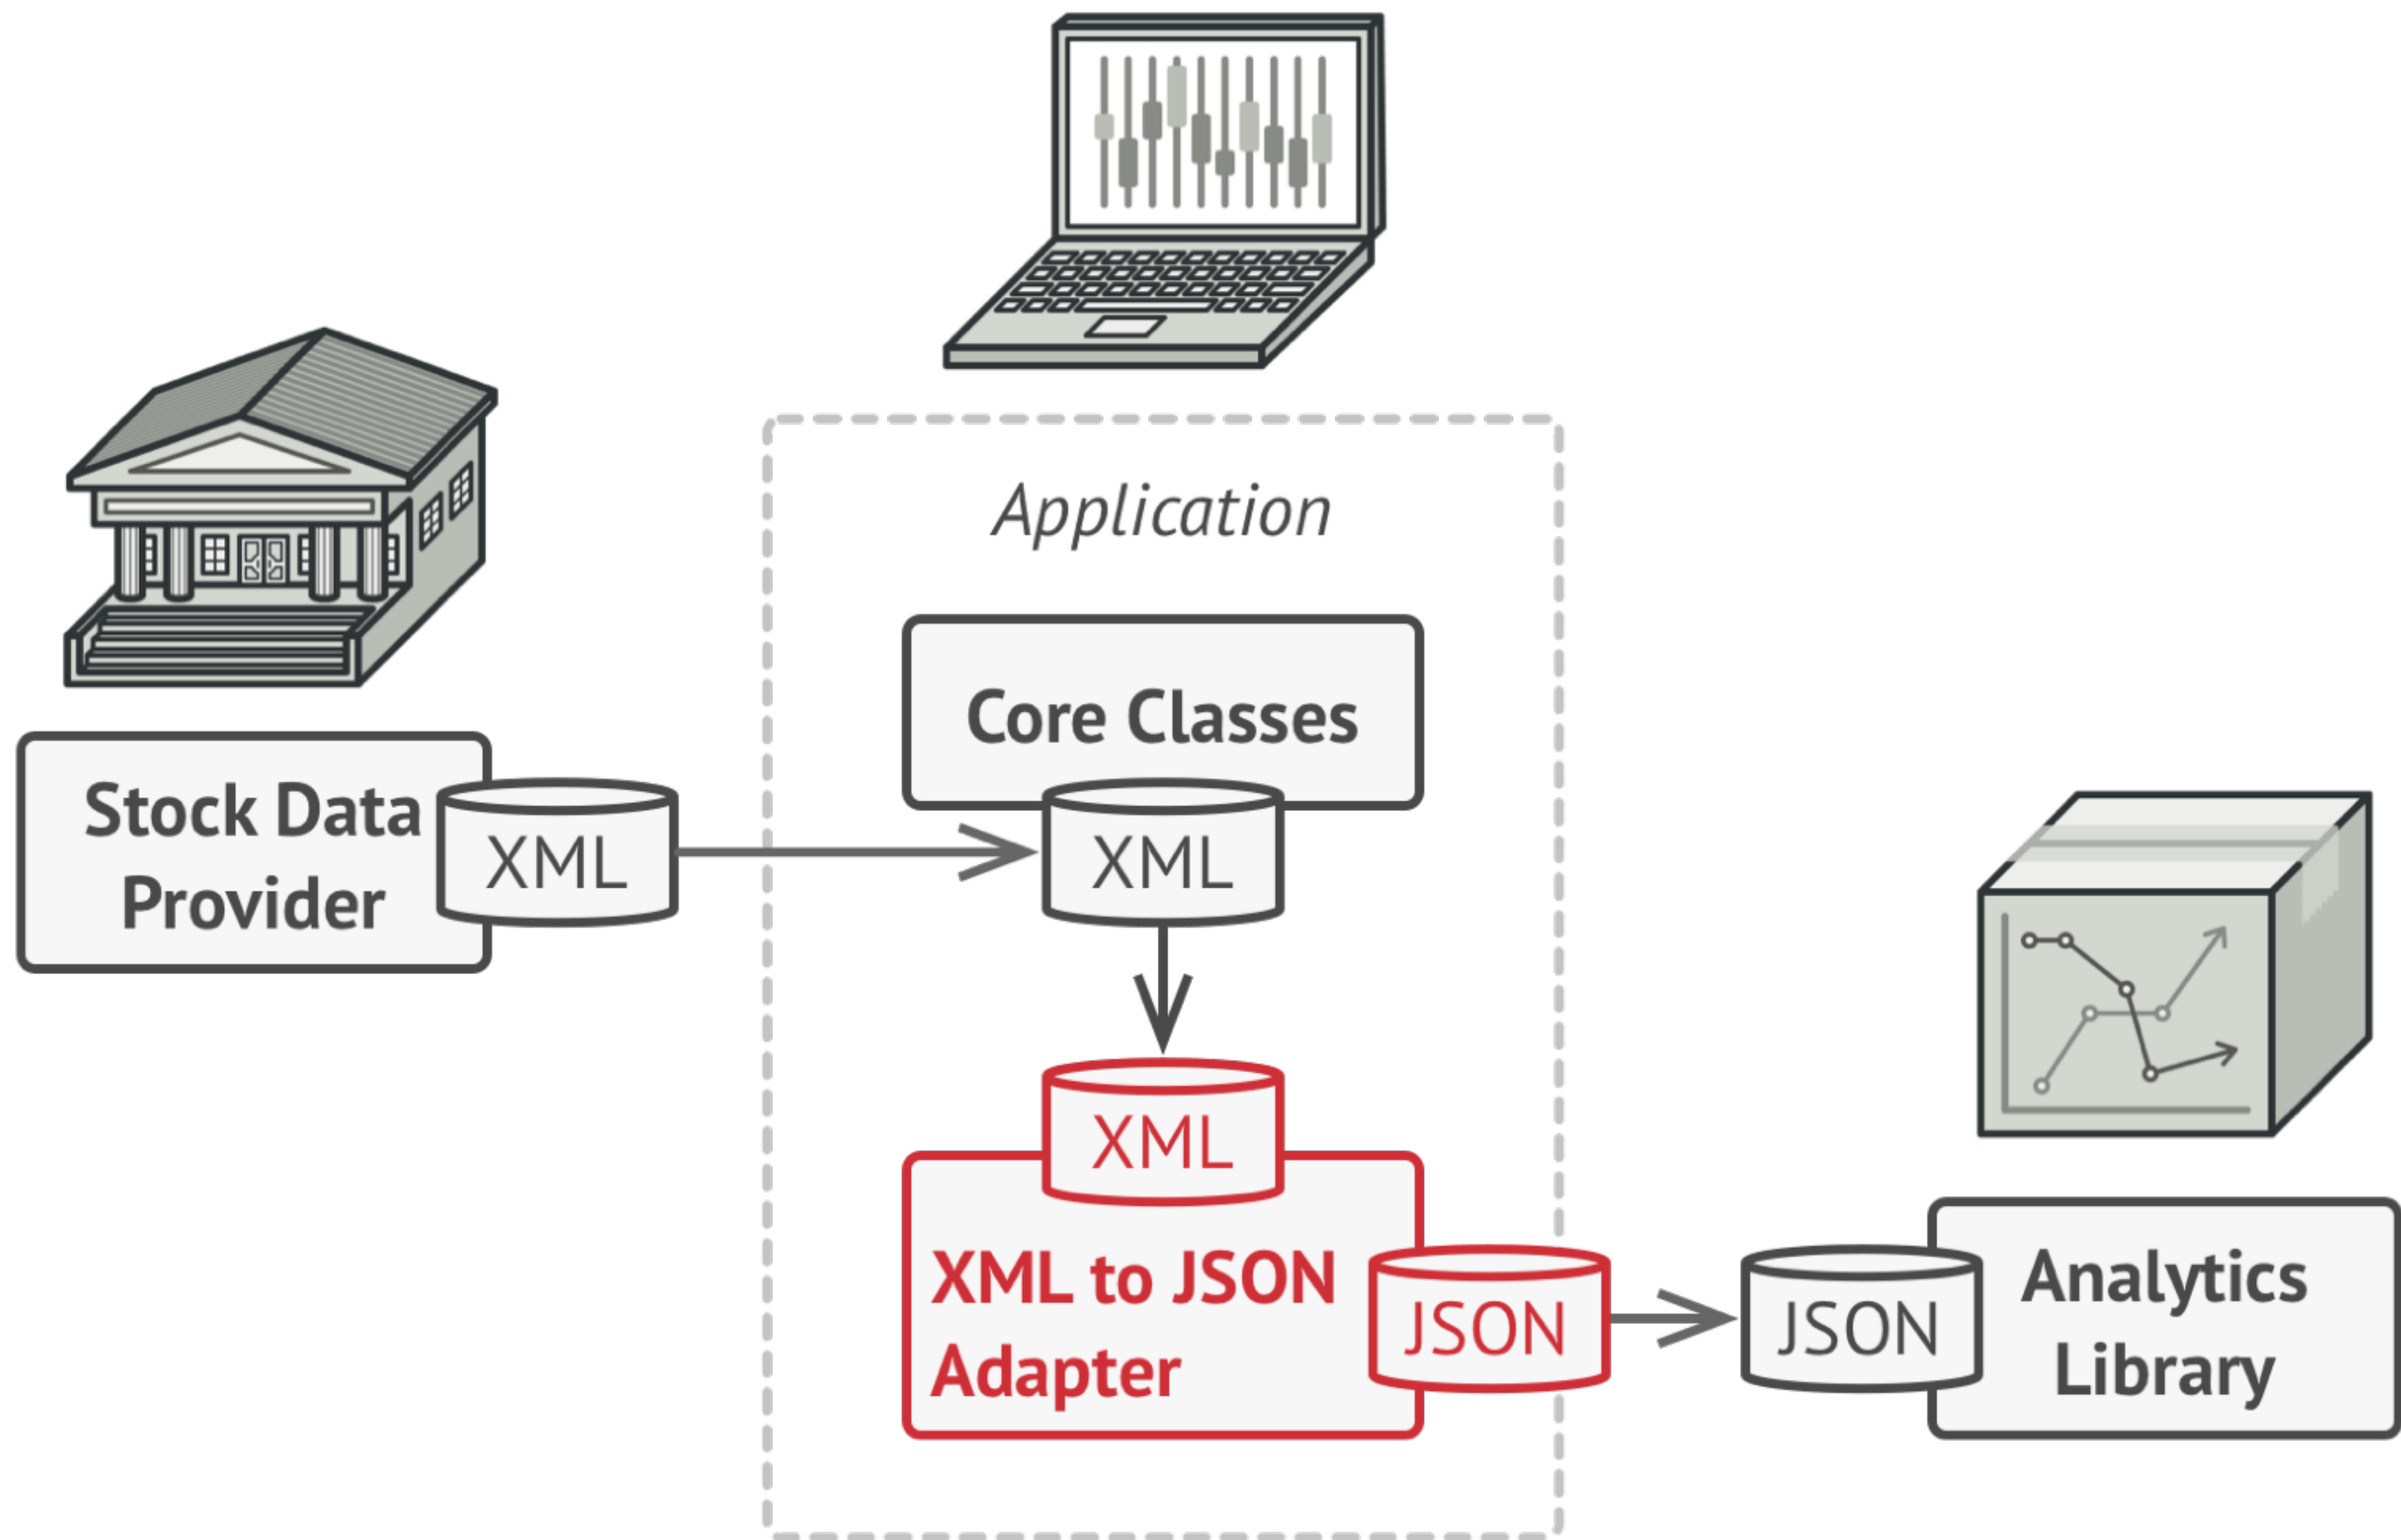 Application
Core Classes
Stock Data
Provider
XML
XML
XML
XML to JSON
Adapter
JSON
JSON
Analytics
Library